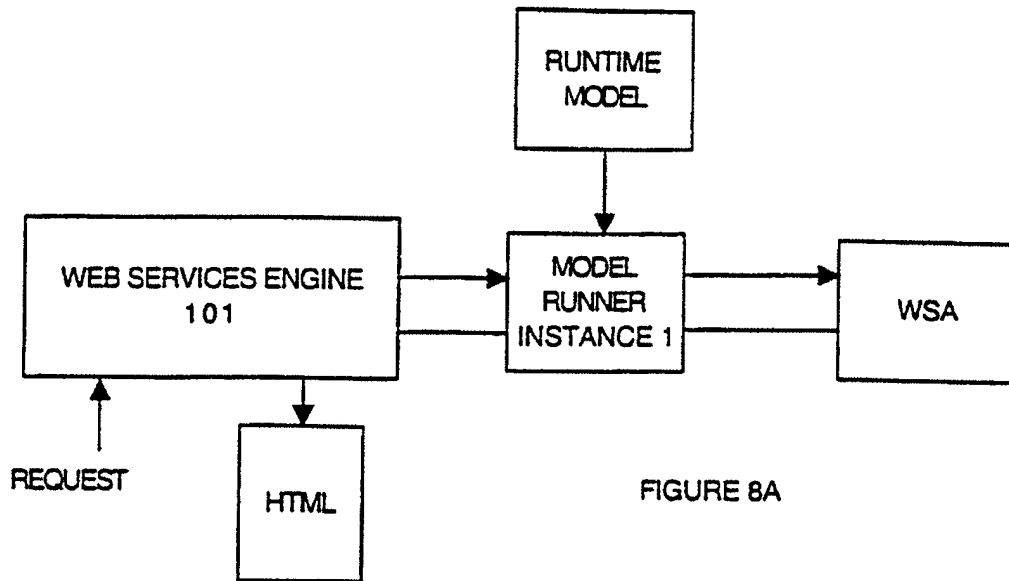 RUNTIME
MODEL
WEB SERVICES ENGINE
101
MODEL
RUNNER
INSTANCE 1
WSA
REQUEST
HTML
FIGURE 8A